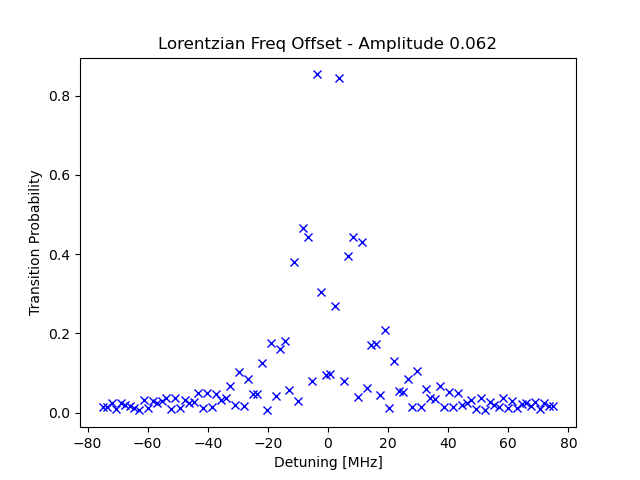 Lorentzian Freq Offset - Amplitude 0.062
Transition Probability
0.8
0.6
0.4
0.2
0.0
−80 −60 −40 −20 0 20 40 60 80
Detuning [MHz]